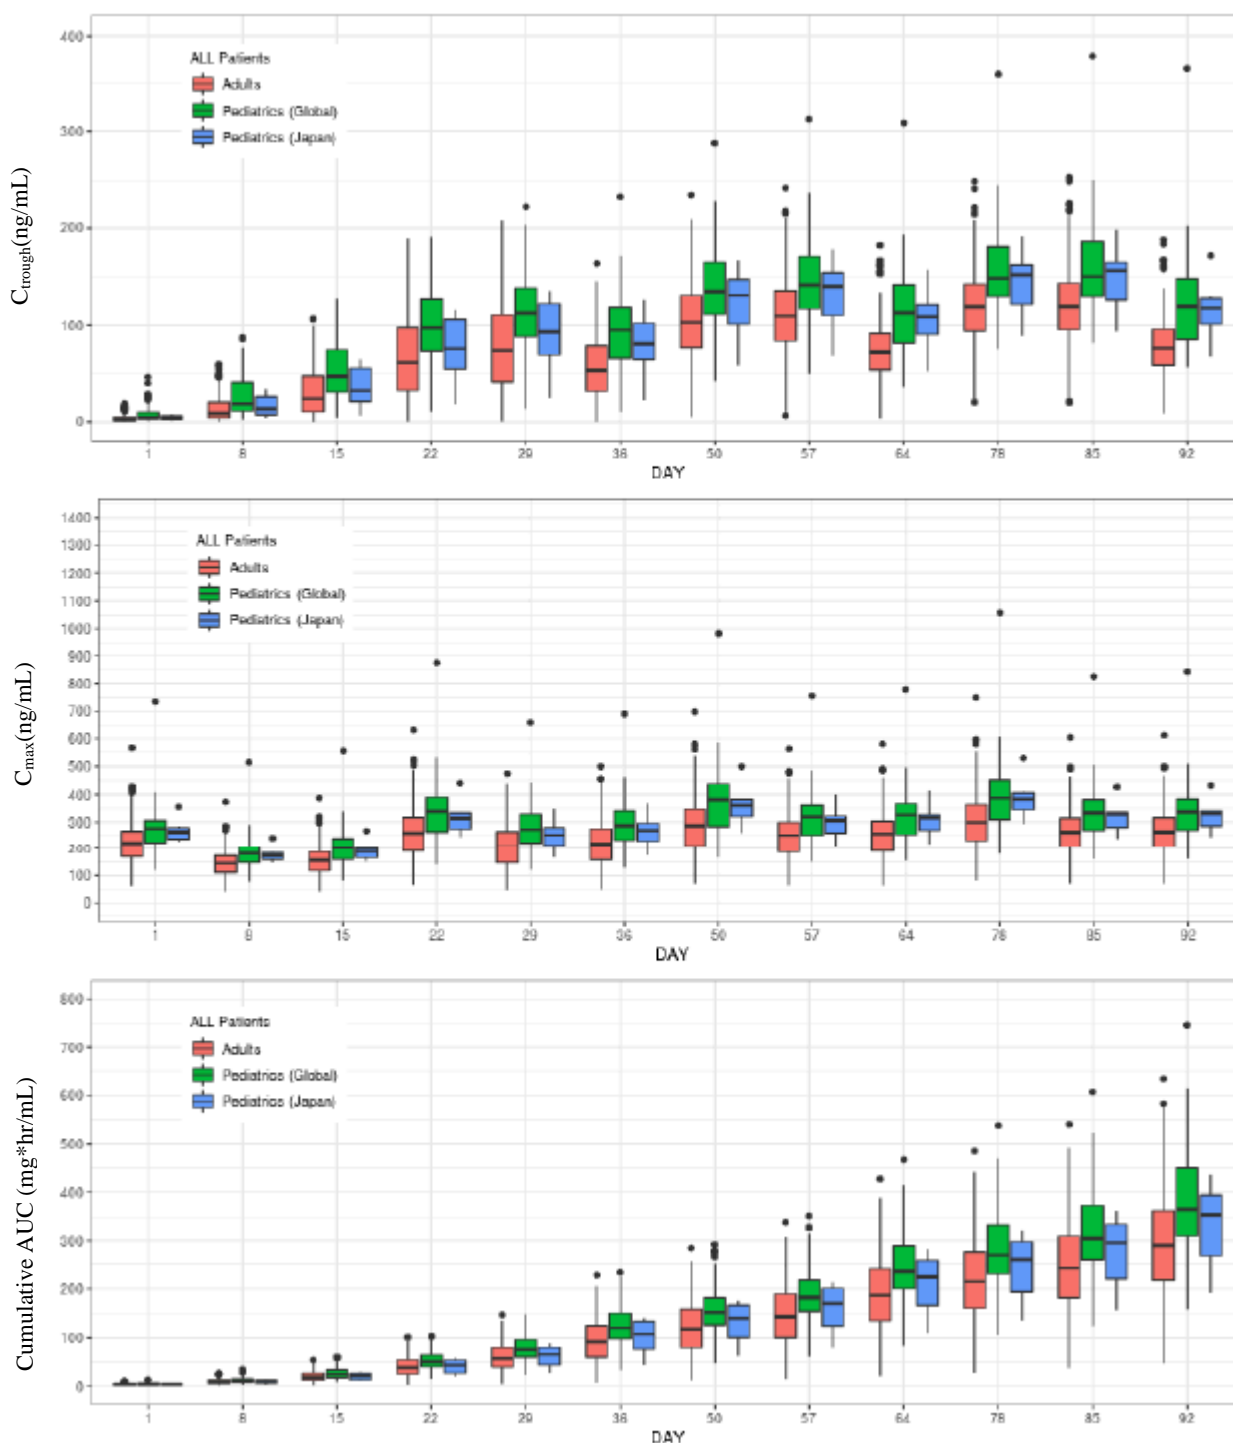 400
300
200
100
0
C_trough(ng/mL)
ALL Patients
Adults
Pediatrics (Global)
Pediatrics (Japan)
1 8 15 22 29 36 50 57 64 78 85 92
DAY
1400
1300
1200
1100
1000
900
800
700
600
500
400
300
200
100
0
C_max(ng/mL)
ALL Patients
Adults
Pediatrics (Global)
Pediatrics (Japan)
1 8 15 22 29 36 50 57 64 78 85 92
DAY
800
700
600
500
400
300
200
100
0
Cumulative AUC (mg*hr/mL)
ALL Patients
Adults
Pediatrics (Global)
Pediatrics (Japan)
1 8 15 22 29 36 50 57 64 78 85 92
DAY